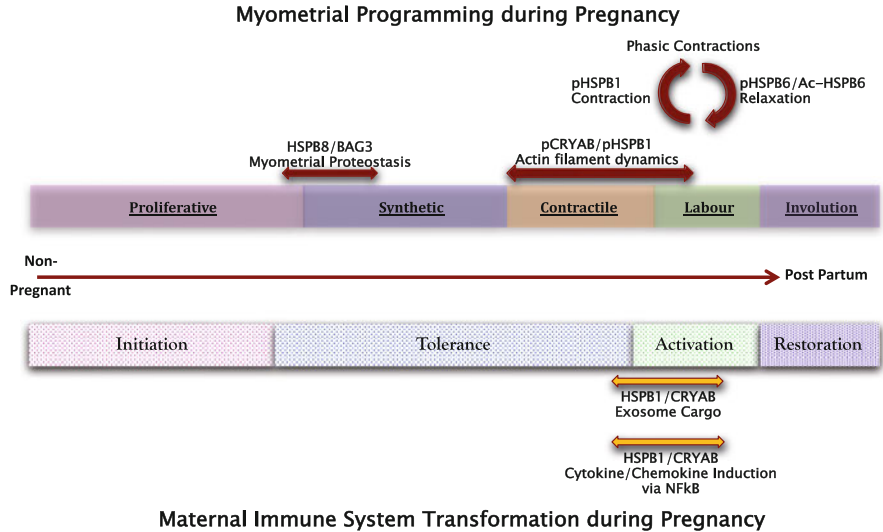 Myometrial Programming during Pregnancy
Phasic Contractions
pHSPB1
Contraction
pHSPB6/Ac-HSPB6
Relaxation
HSPB8/BAG3
Myometrial Proteostasis
pCRYAB/pHSPB1
Actin filament dynamics
Proliferative
Synthetic
Contractile
Labour
Involution
Non-
Pregnant
Post Partum
Initiation
Tolerance
Activation
Restoration
HSPB1/CRYAB
Exosome Cargo
HSPB1/CRYAB
Cytokine/Chemokine Induction
via NFkB
Maternal Immune System Transformation during Pregnancy